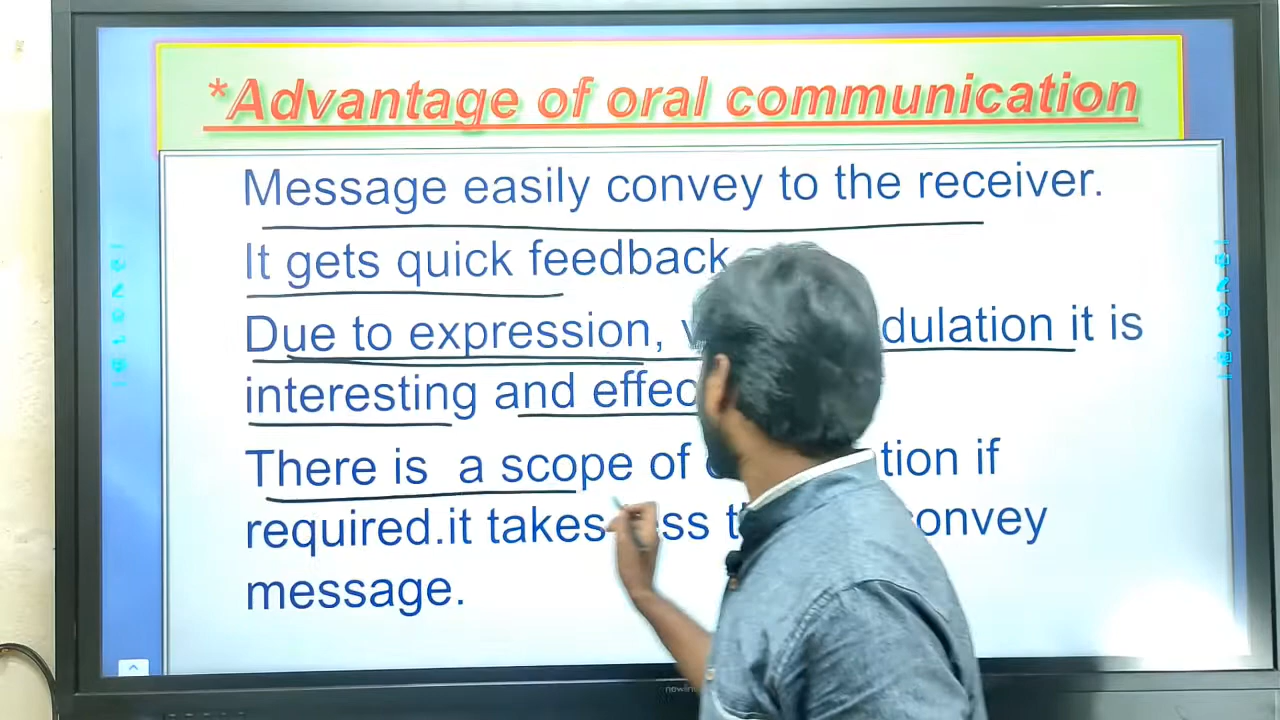 *Advantage of oral communication
Message easily convey to the receiver.
It gets quick feedback
Due to expression, dulation it is
interesting and effec
There is a scope of tion if
required.it takes convey
message.
newline